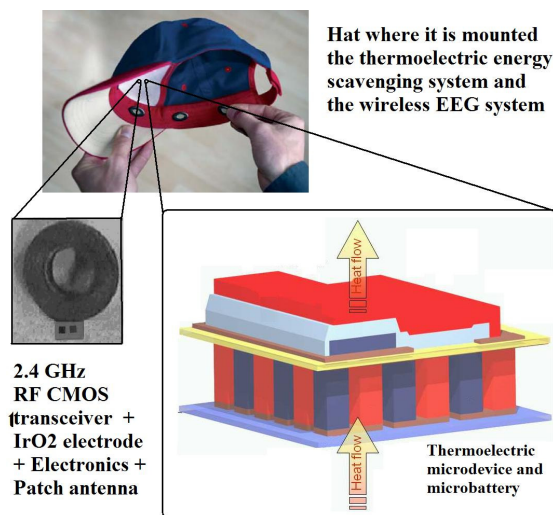 Hat where it is mounted
the thermoelectric energy
scavenging system and
the wireless EEG system
Heat flow
2.4 GHz
RF CMOS
transceiver +
IrO2 electrode
+ Electronics +
Patch antenna
Heat flow
Thermoelectric
microdevice and
microbattery